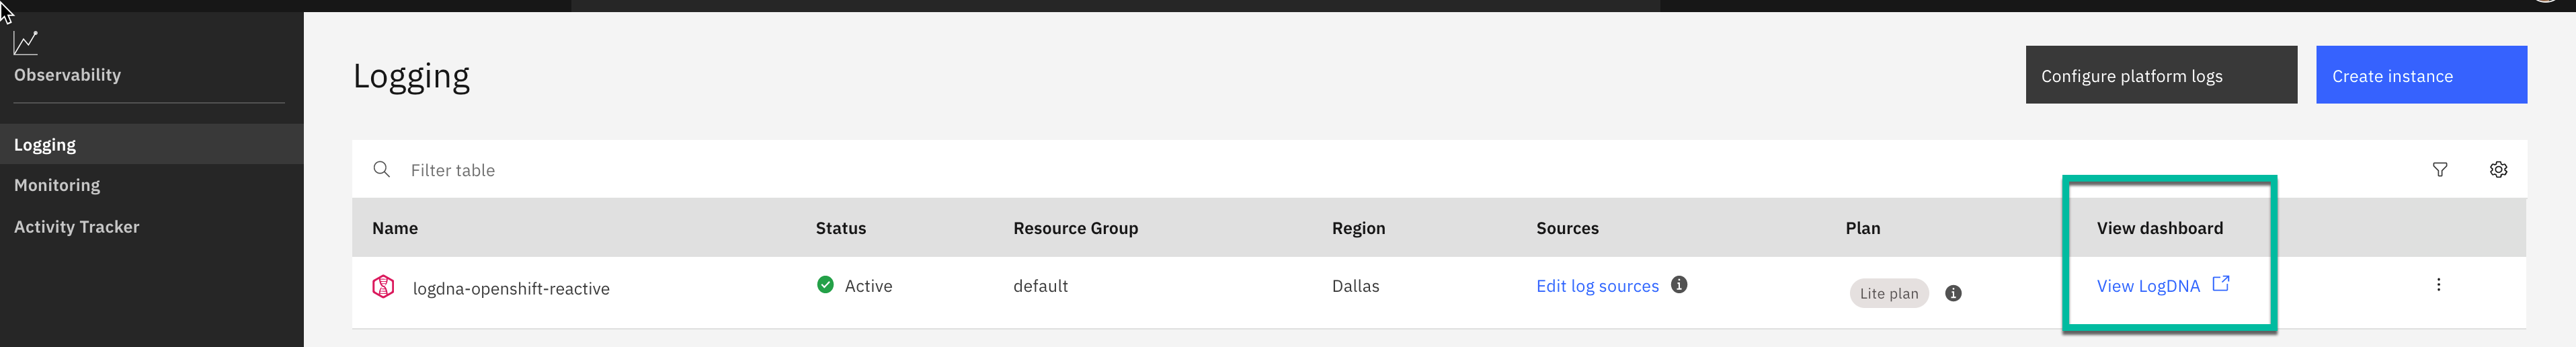 Observability
Logging
Monitoring
Activity Tracker
Logging
Configure platform logs
Create instance
Filter table
Name Status Resource Group Region Sources Plan View dashboard
logdna-openshift-reactive Active default Dallas Edit log sources Lite plan View LogDNA